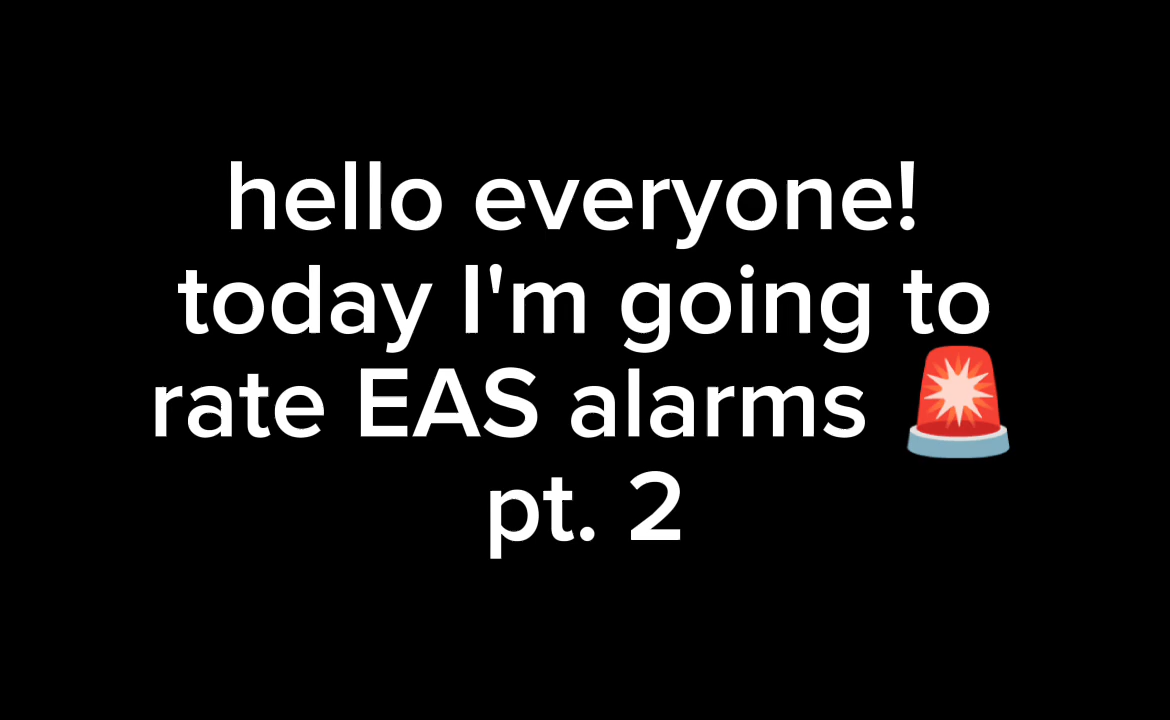 hello everyone!
today I'm going to
rate EAS alarms 🚨
pt. 2